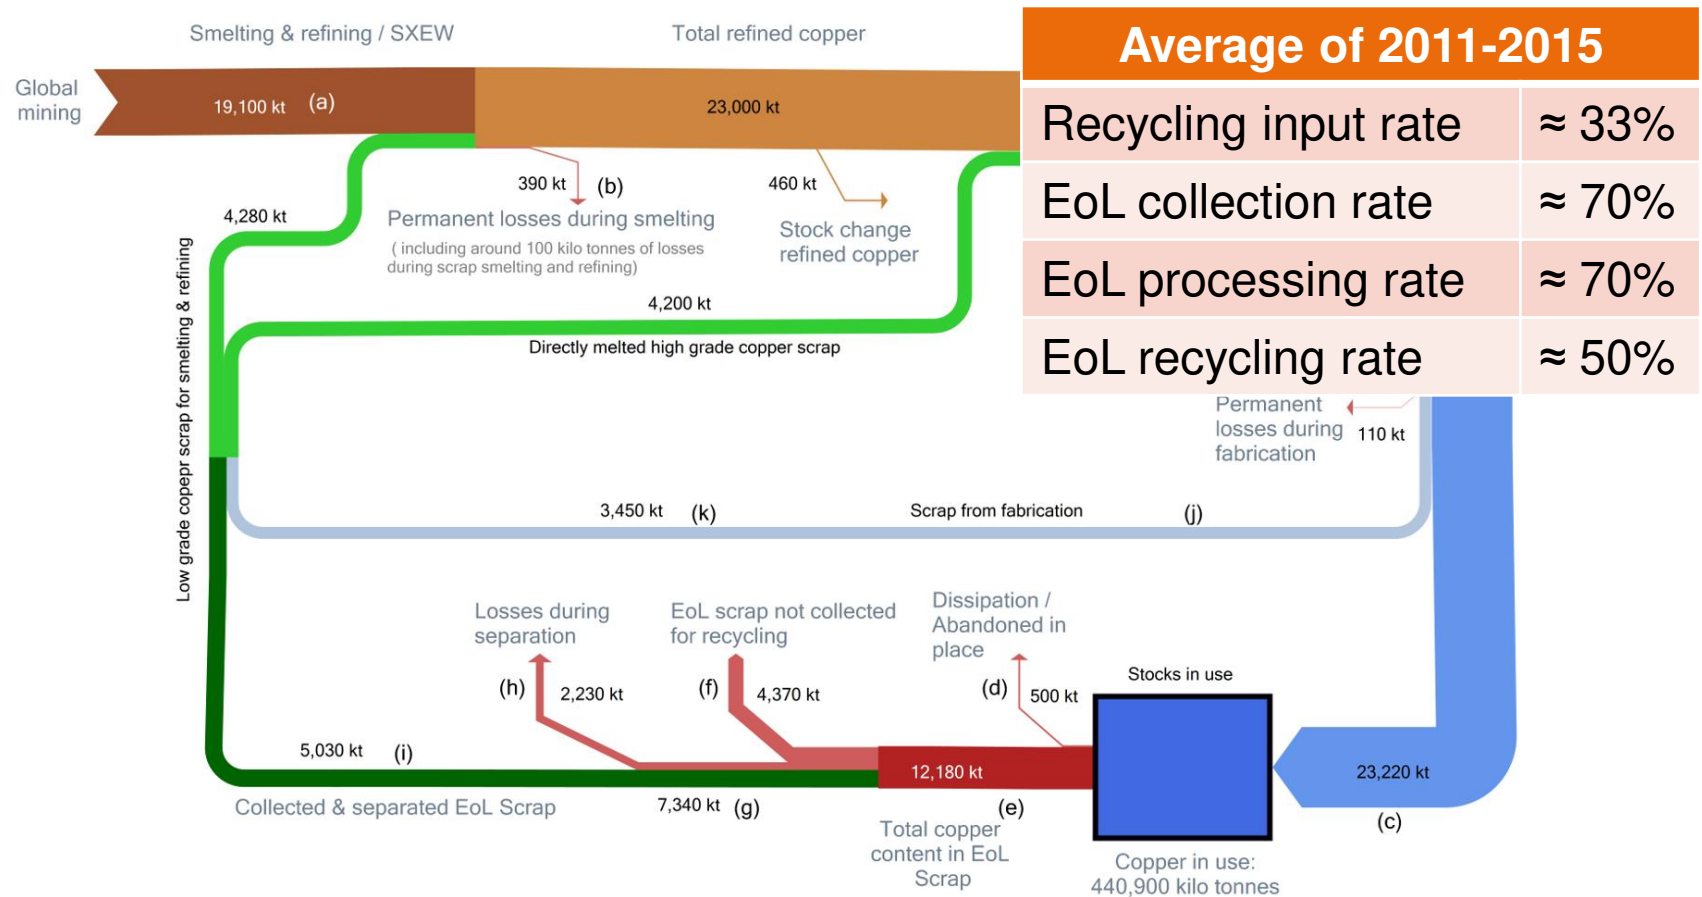 Smelting & refining / SXEW
Total refined copper
Average of 2011-2015
Global
mining
19,100 kt (a)
23,000 kt
Recycling input rate ≈ 33%
EoL collection rate ≈ 70%
EoL processing rate ≈ 70%
EoL recycling rate ≈ 50%
390 kt (b)
Permanent losses during smelting
( including around 100 kilo tonnes of losses
during scrap smelting and refining)
460 kt
Stock change
refined copper
4,280 kt
4,200 kt
Directly melted high grade copper scrap
Low grade copepr scrap for smelting & refining
Permanent
losses during
fabrication
110 kt
3,450 kt (k)
Scrap from fabrication (j)
Losses during
separation
(h) 2,230 kt
EoL scrap not collected
for recycling
(f) 4,370 kt
Dissipation /
Abandoned in
place
(d) 500 kt
Stocks in use
5,030 kt (i)
Collected & separated EoL Scrap
7,340 kt (g)
12,180 kt
(e)
Total copper
content in EoL
Scrap
23,220 kt
(c)
Copper in use:
440,900 kilo tonnes